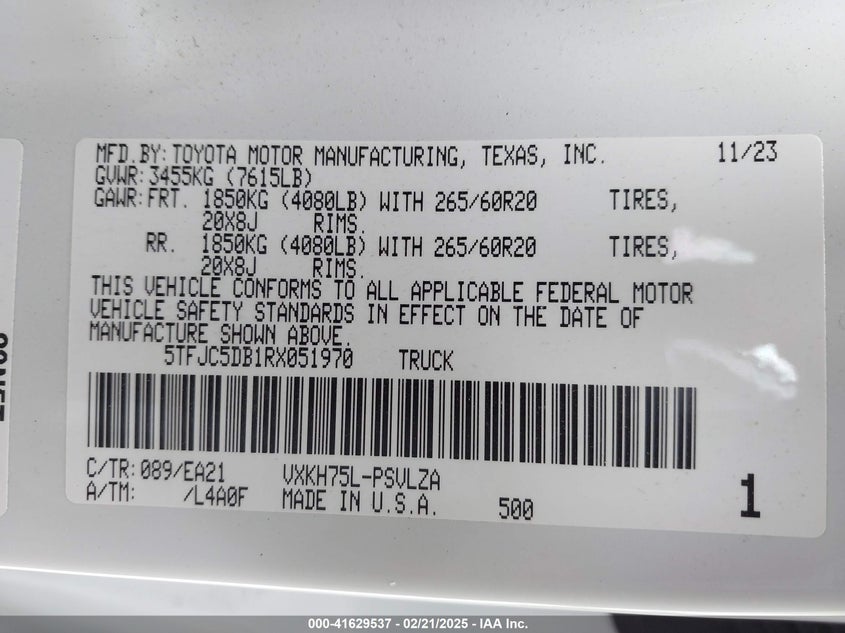 MFD.BY:TOYOTA MOTOR MANUFACTURING, TEXAS, INC. 11/23
GVWR:3455KG (7615LB)
GAWR:FRT. 1850KG (4080LB) WITH 265/60R20 TIRES,
20X8J RIMS.
RR. 1850KG (4080LB) WITH 265/60R20 TIRES,
20X8J RIMS.
THIS VEHICLE CONFORMS TO ALL APPLICABLE FEDERAL MOTOR
VEHICLE SAFETY STANDARDS IN EFFECT ON THE DATE OF
MANUFACTURE SHOWN ABOVE.
5TFJC5DB1RX051970 TRUCK
C/TR:089/EA21 VXKH75L-PSVLZA
A/TM: /L4A0F MADE IN U.S.A. 500 1
000-41629537 - 02/21/2025 - IAA Inc.